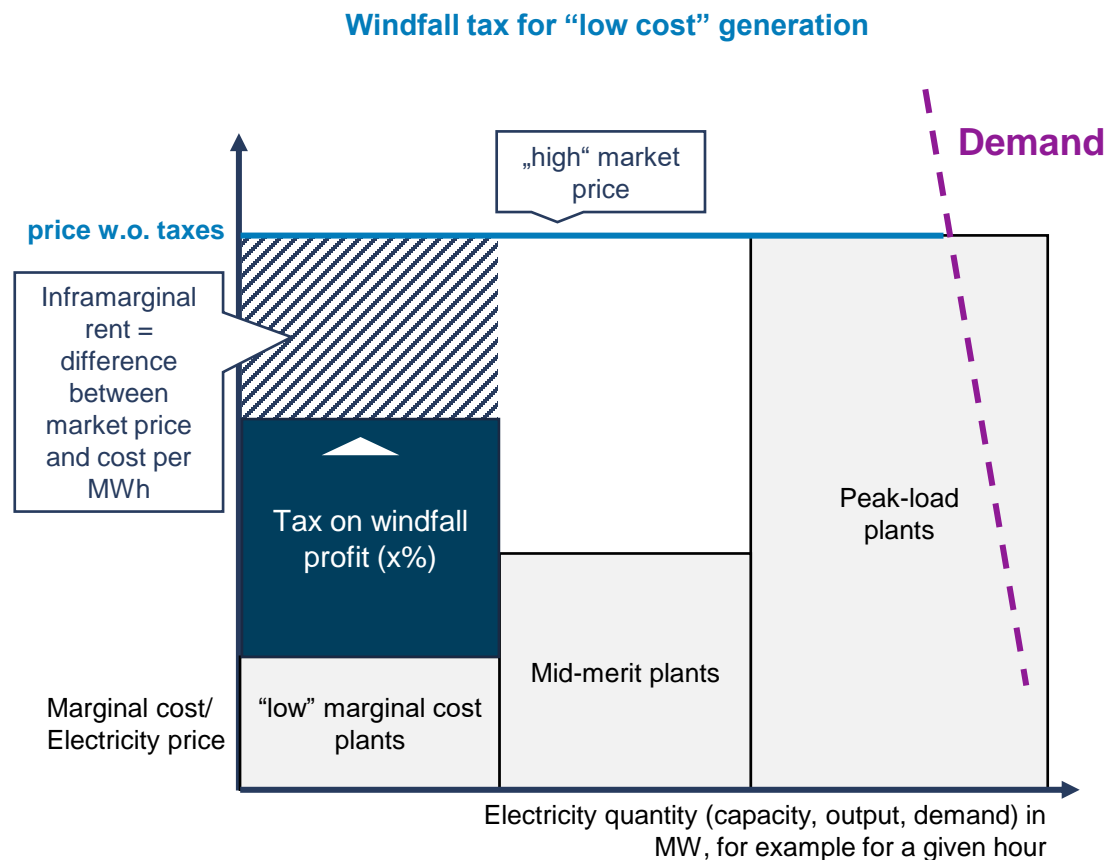 Windfall tax for “low cost” generation
Demand
„high“ market
price
price w.o. taxes
Inframarginal
rent =
difference
between
market price
and cost per
MWh
Tax on windfall
profit (x%)
Peak-load
plants
Mid-merit plants
“low” marginal cost
plants
Marginal cost/
Electricity price
Electricity quantity (capacity, output, demand) in
MW, for example for a given hour